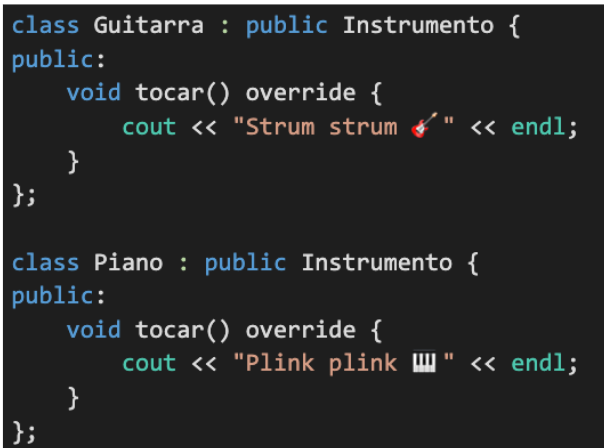 class Guitarra : public Instrumento {
public:
    void tocar() override {
        cout << "Strum strum 🎸" << endl;
    }
};

class Piano : public Instrumento {
public:
    void tocar() override {
        cout << "Plink plink 🎹" << endl;
    }
};